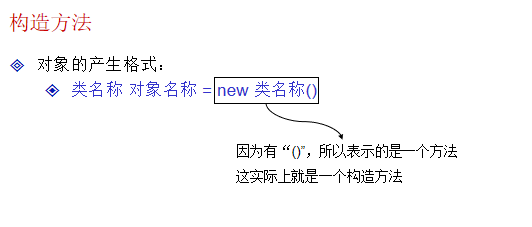 构造方法
对象的产生格式：
类名称 对象名称 = new 类名称()
因为有“()”，所以表示的是一个方法
这实际上就是一个构造方法